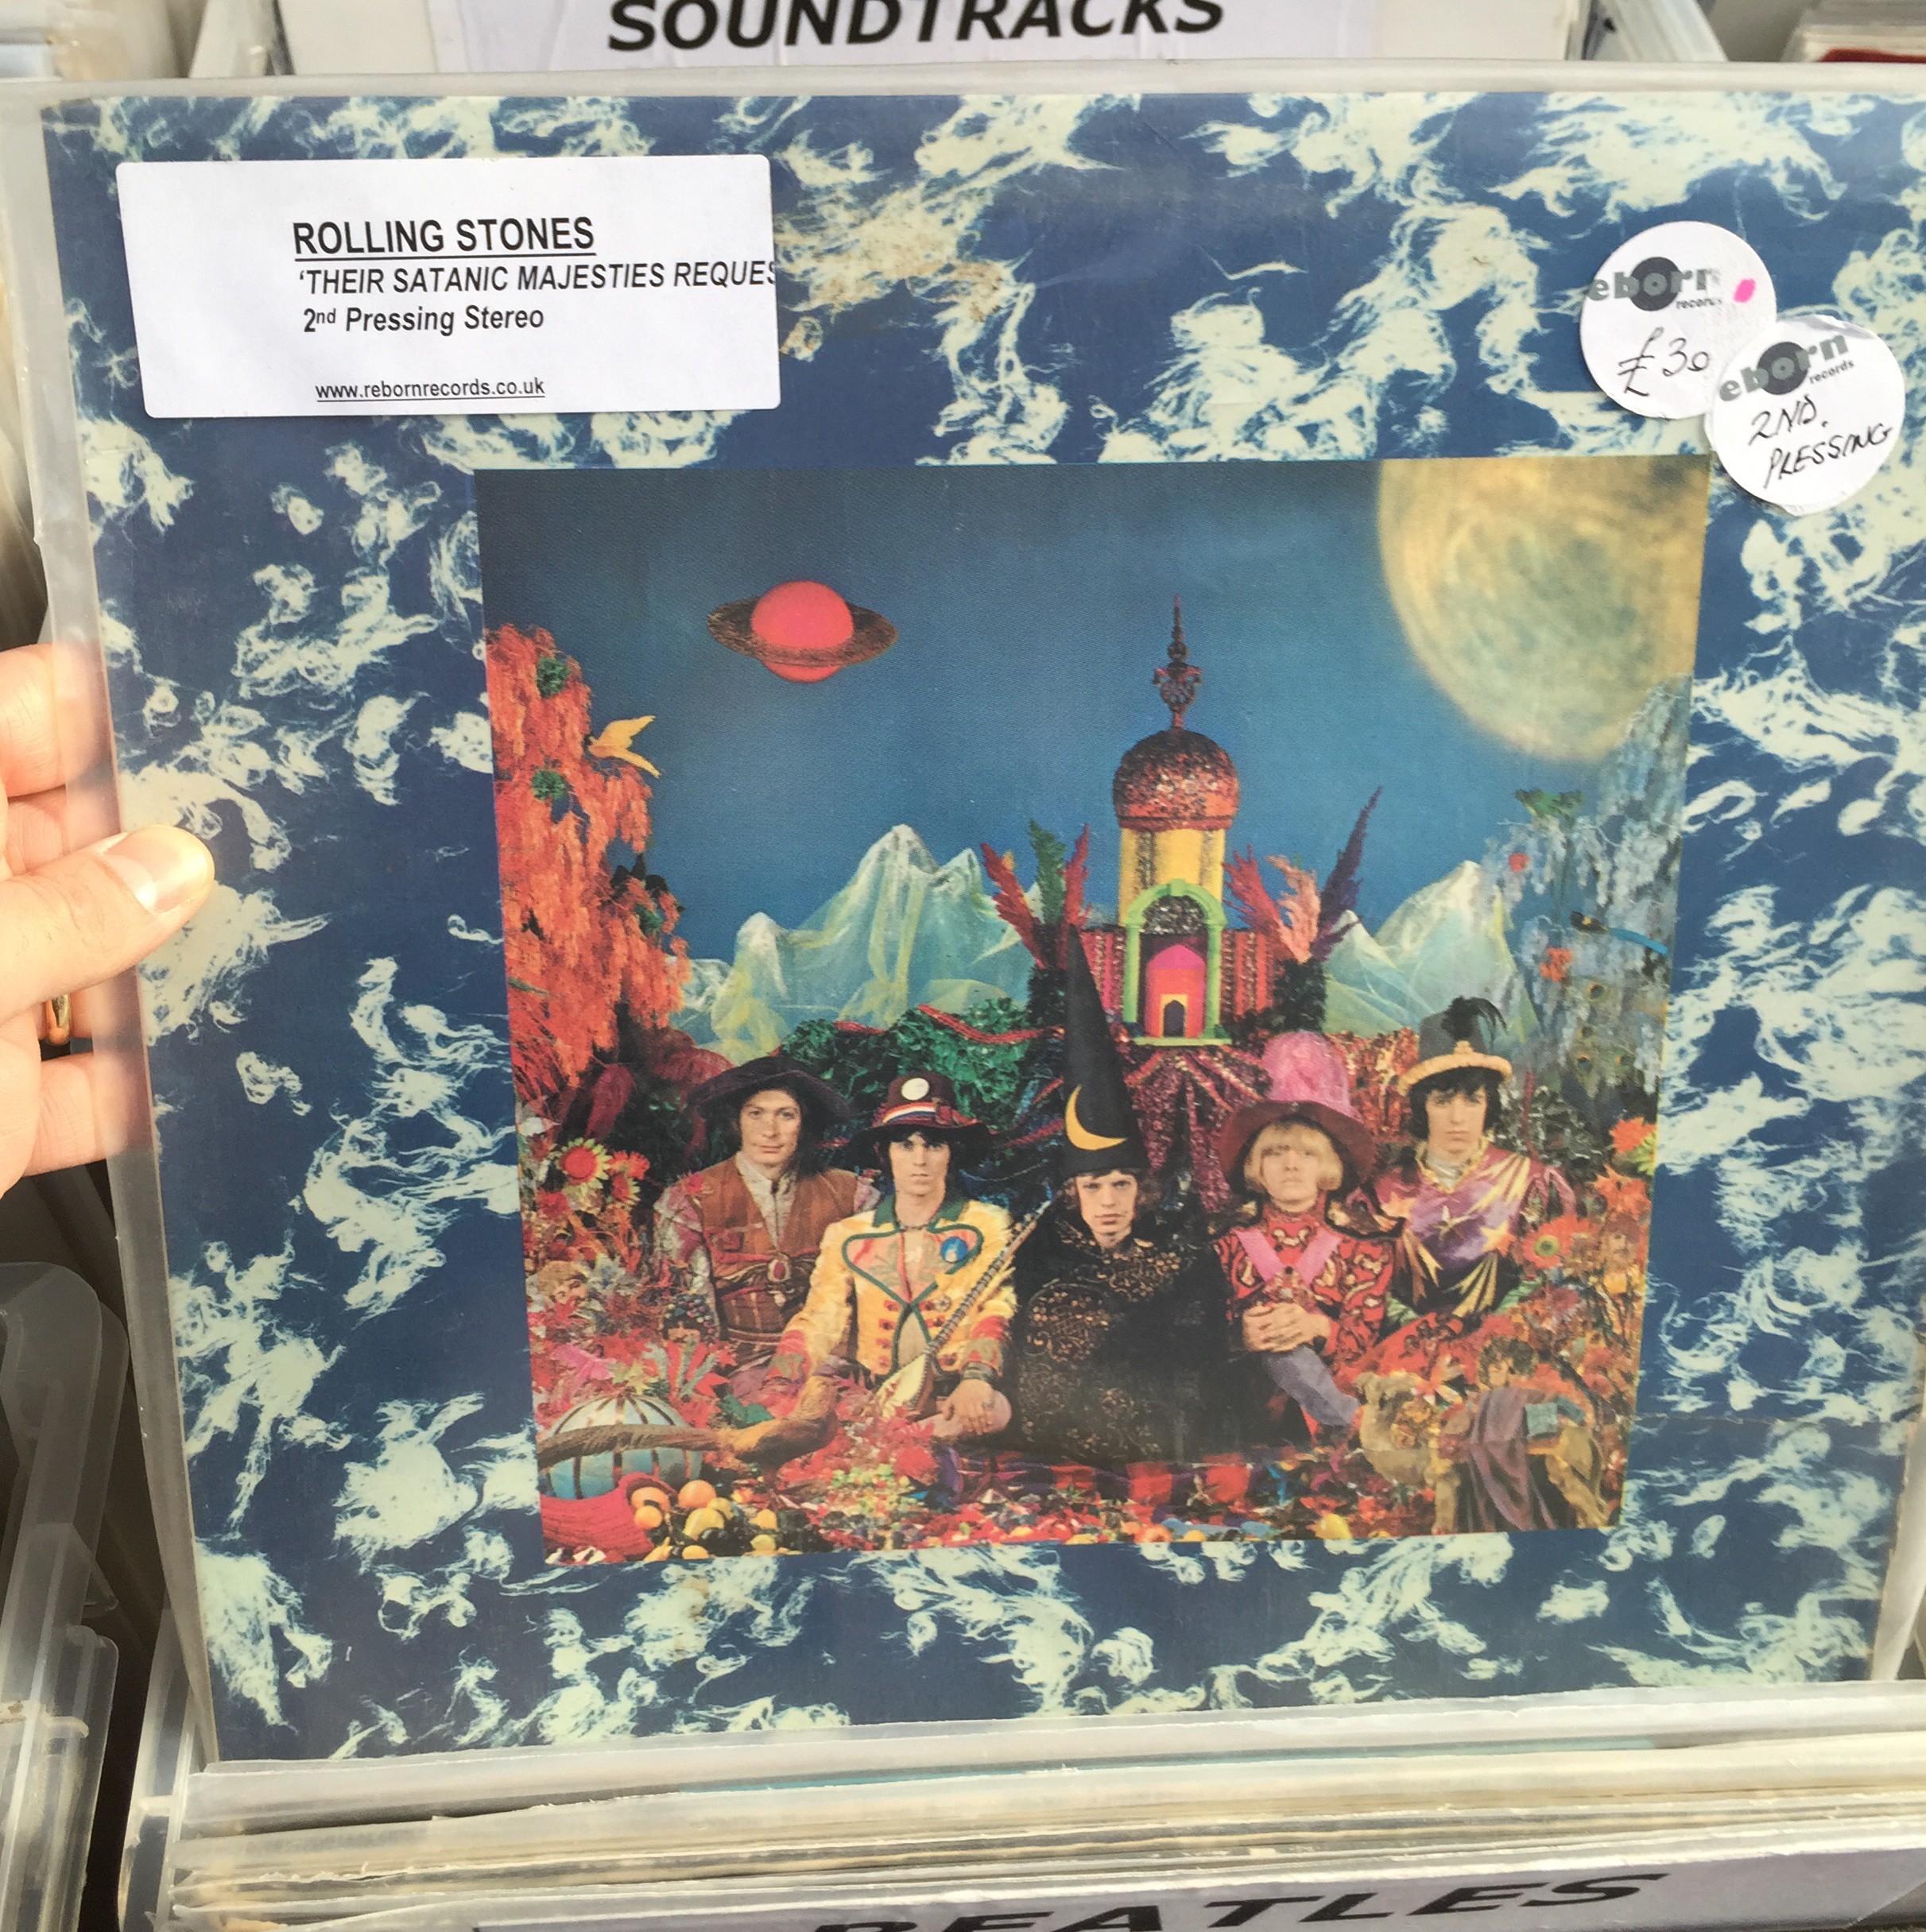 SOUNDTRACKS
ROLLING STONES
'THEIR SATANIC MAJESTIES REQUES
2nd Pressing Stereo
www.rebornrecords.co.uk
eborn
records
£30
eborn
records
2ND.
PRESSING
BEATLES